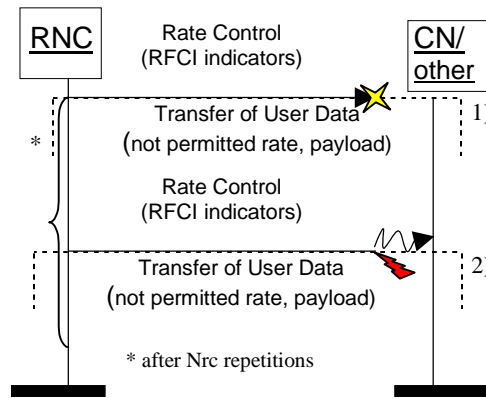 RNC
CN/
other
Rate Control
(RFCI indicators)
1)
Transfer of User Data
(not permitted rate, payload)
*
Rate Control
(RFCI indicators)
2)
Transfer of User Data
(not permitted rate, payload)
* after Nrc repetitions